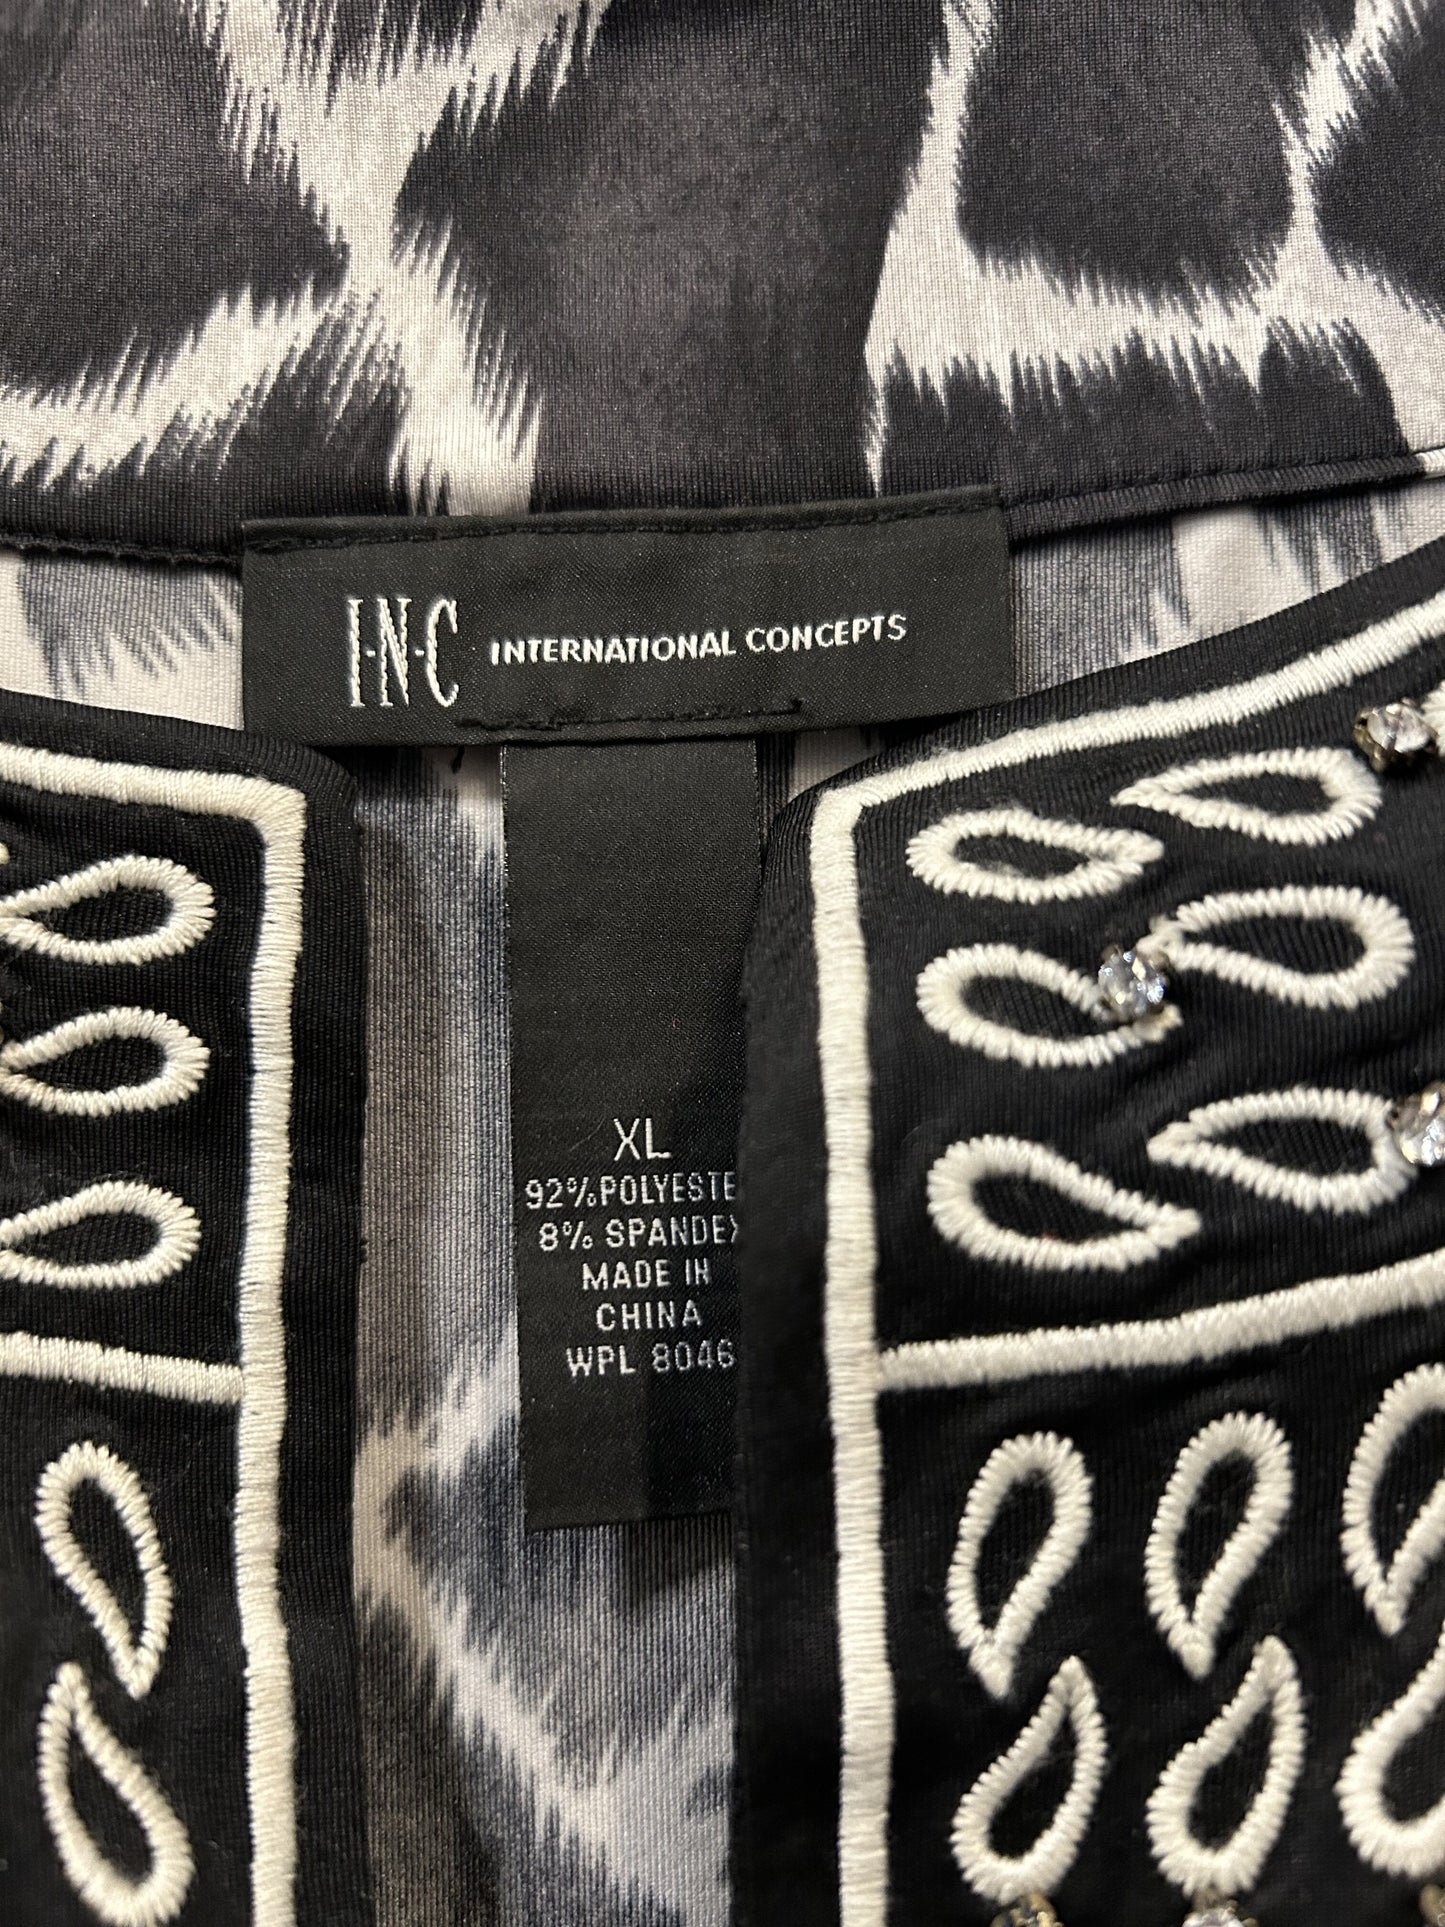 I·N·C INTERNATIONAL CONCEPTS
XL
92% POLYESTE
8% SPANDEX
MADE IN
CHINA
WPL 8046